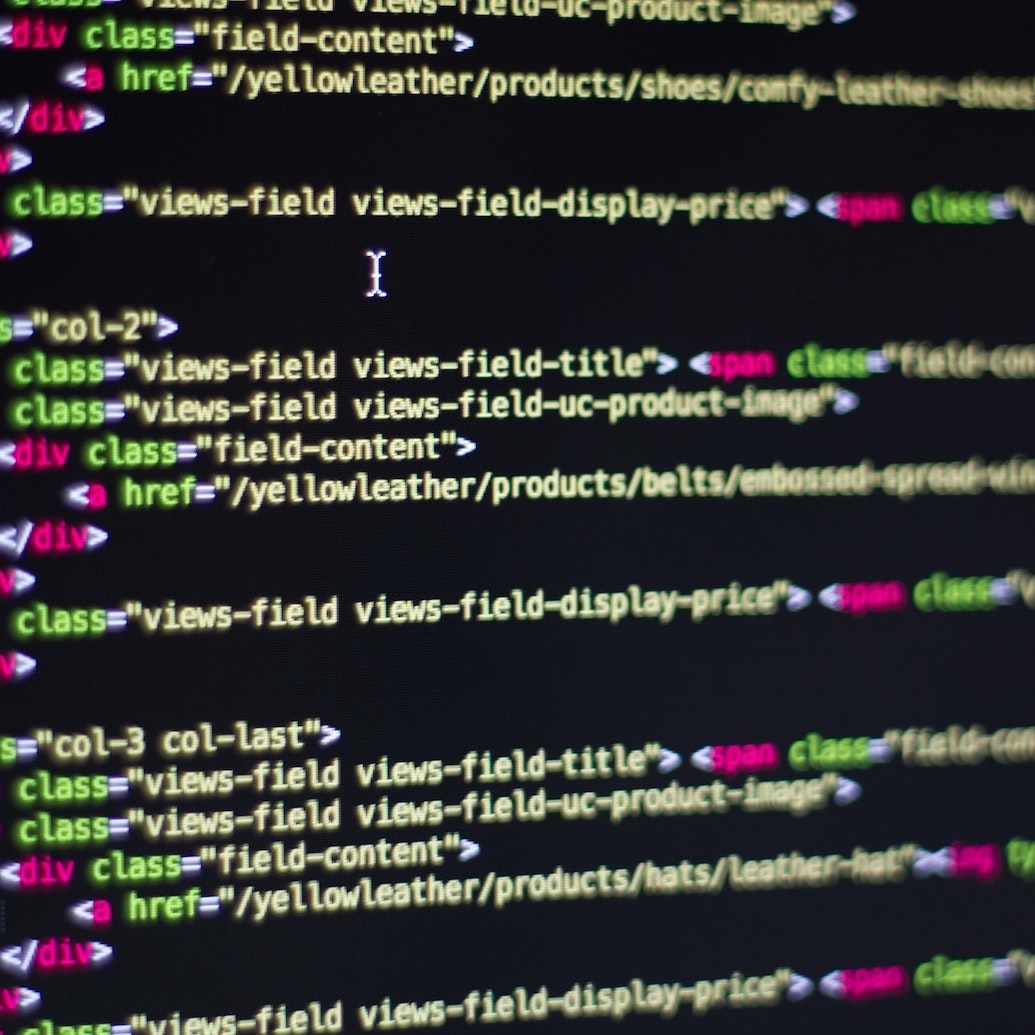 class="views-field views-field-uc-product-image">
<div class="field-content">
<a href="/yellowleather/products/shoes/comfy-leather-shoes
</div>
v>
class="views-field views-field-display-price"> <span class="v
v>
s="col-2">
class="views-field views-field-title"> <span class="field-con
class="views-field views-field-uc-product-image">
<div class="field-content">
<a href="/yellowleather/products/belts/embossed-spread-win
</div>
v>
class="views-field views-field-display-price"> <span class="v
v>
s="col-3 col-last">
class="views-field views-field-title"> <span class="field-con
class="views-field views-field-uc-product-image">
<div class="field-content">
<a href="/yellowleather/products/hats/leather-hat"><img ty
</div>
v>
class="views-field views-field-display-price"> <span class="v